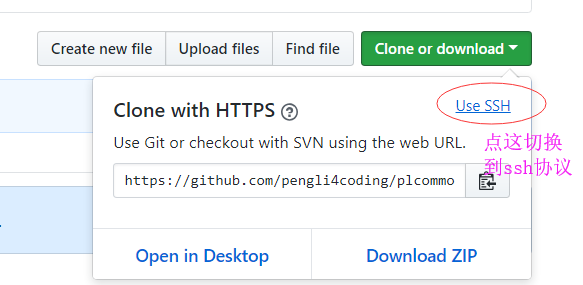 Create new file Upload files Find file Clone or download
Clone with HTTPS Use SSH
Use Git or checkout with SVN using the web URL.
点这切换
到ssh协议
https://github.com/pengli4coding/plcommo
Open in Desktop Download ZIP